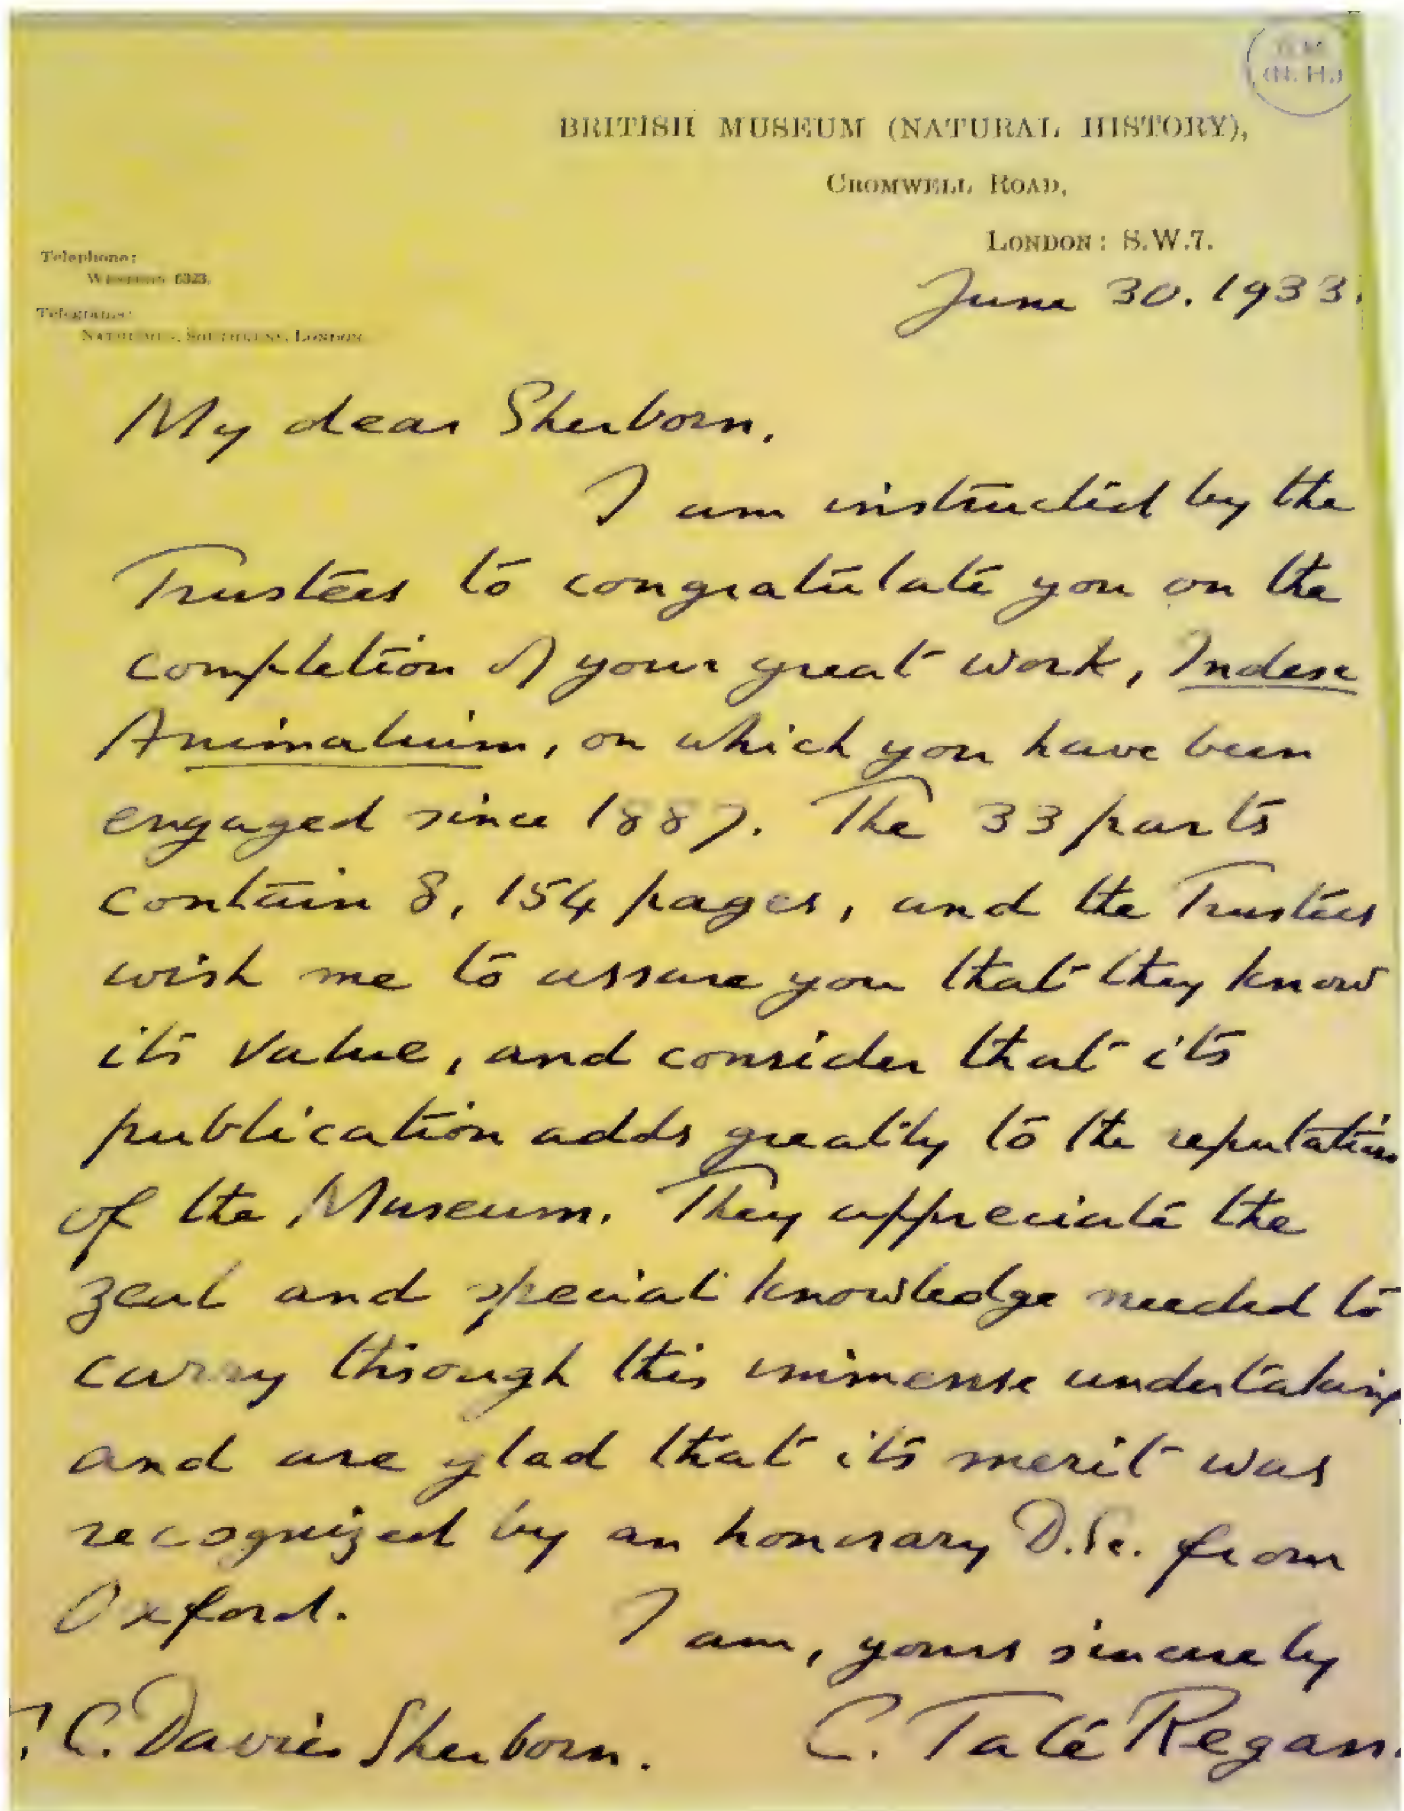 B.M.
(N.H.)
BRITISH MUSEUM (NATURAL HISTORY),
CROMWELL ROAD,
LONDON: S.W.7.
Telephone:
6323.
Telegrams:
LONDON
June 30. 1933.
My dear Sherborn,
I am instructed by the
Trustees to congratulate you on the
completion of your great work, Index
Animalium, on which you have been
engaged since 1887. The 33 parts
contain 8,154 pages, and the Trustees
wish me to assure you that they know
its value, and consider that its
publication adds greatly to the reputation
of the Museum. They appreciate the
zeal and special knowledge needed to
carry through this immense undertaking
and are glad that its merit was
recognized by an honorary D.Sc. from
Oxford.
I am, yours sincerely
C. Davies Sherborn.
C. Tate Regan.